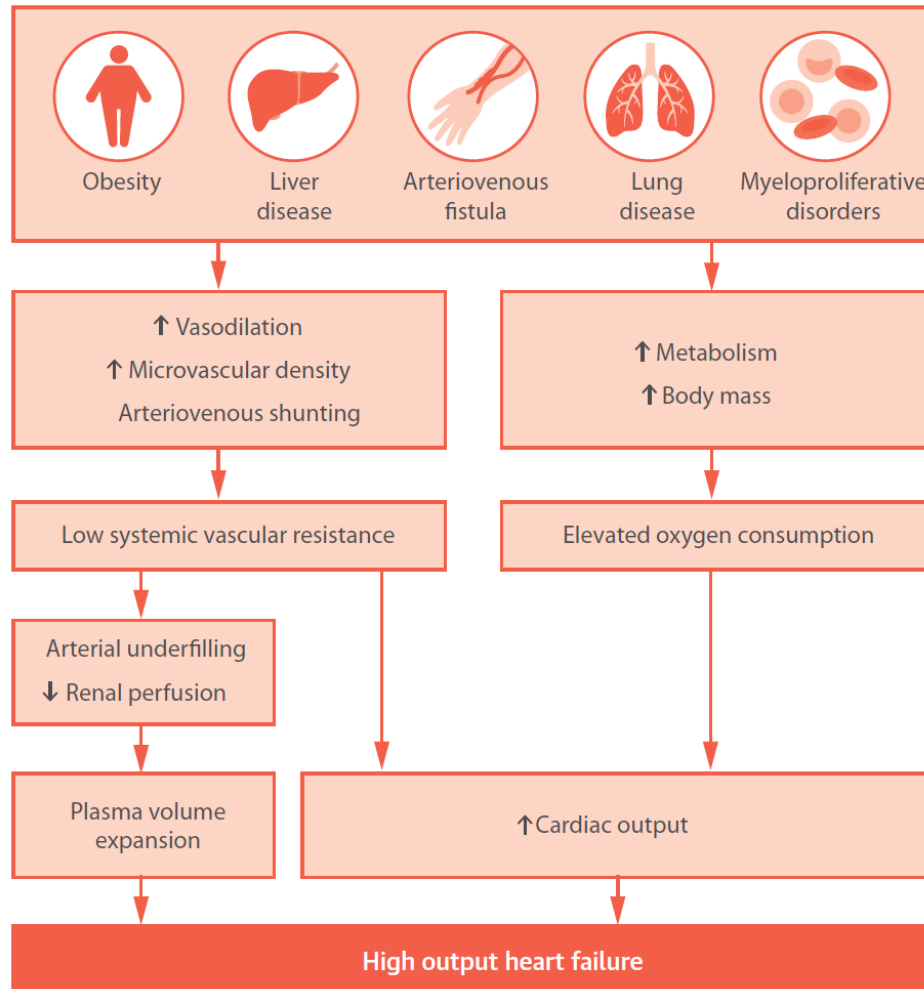 Obesity
Liver
disease
Arteriovenous
fistula
Lung
disease
Myeloproliferative
disorders
↑ Vasodilation
↑ Microvascular density
Arteriovenous shunting
↑ Metabolism
↑ Body mass
Low systemic vascular resistance
Elevated oxygen consumption
Arterial underfilling
↓ Renal perfusion
Plasma volume
expansion
↑Cardiac output
High output heart failure